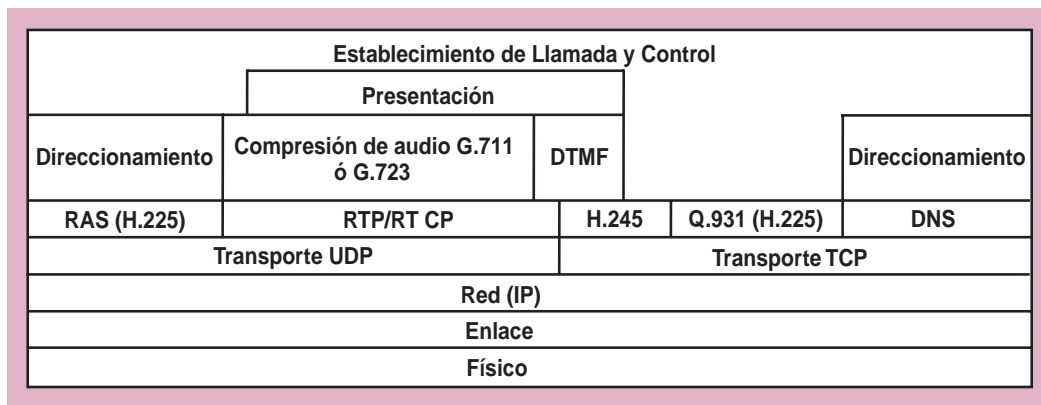 Establecimiento de Llamada y Control
Presentación
Direccionamiento
Compresión de audio G.711
ó G.723
DTMF
Direccionamiento
RAS (H.225)
RTP/RT CP
H.245
Q.931 (H.225)
DNS
Transporte UDP
Transporte TCP
Red (IP)
Enlace
Físico